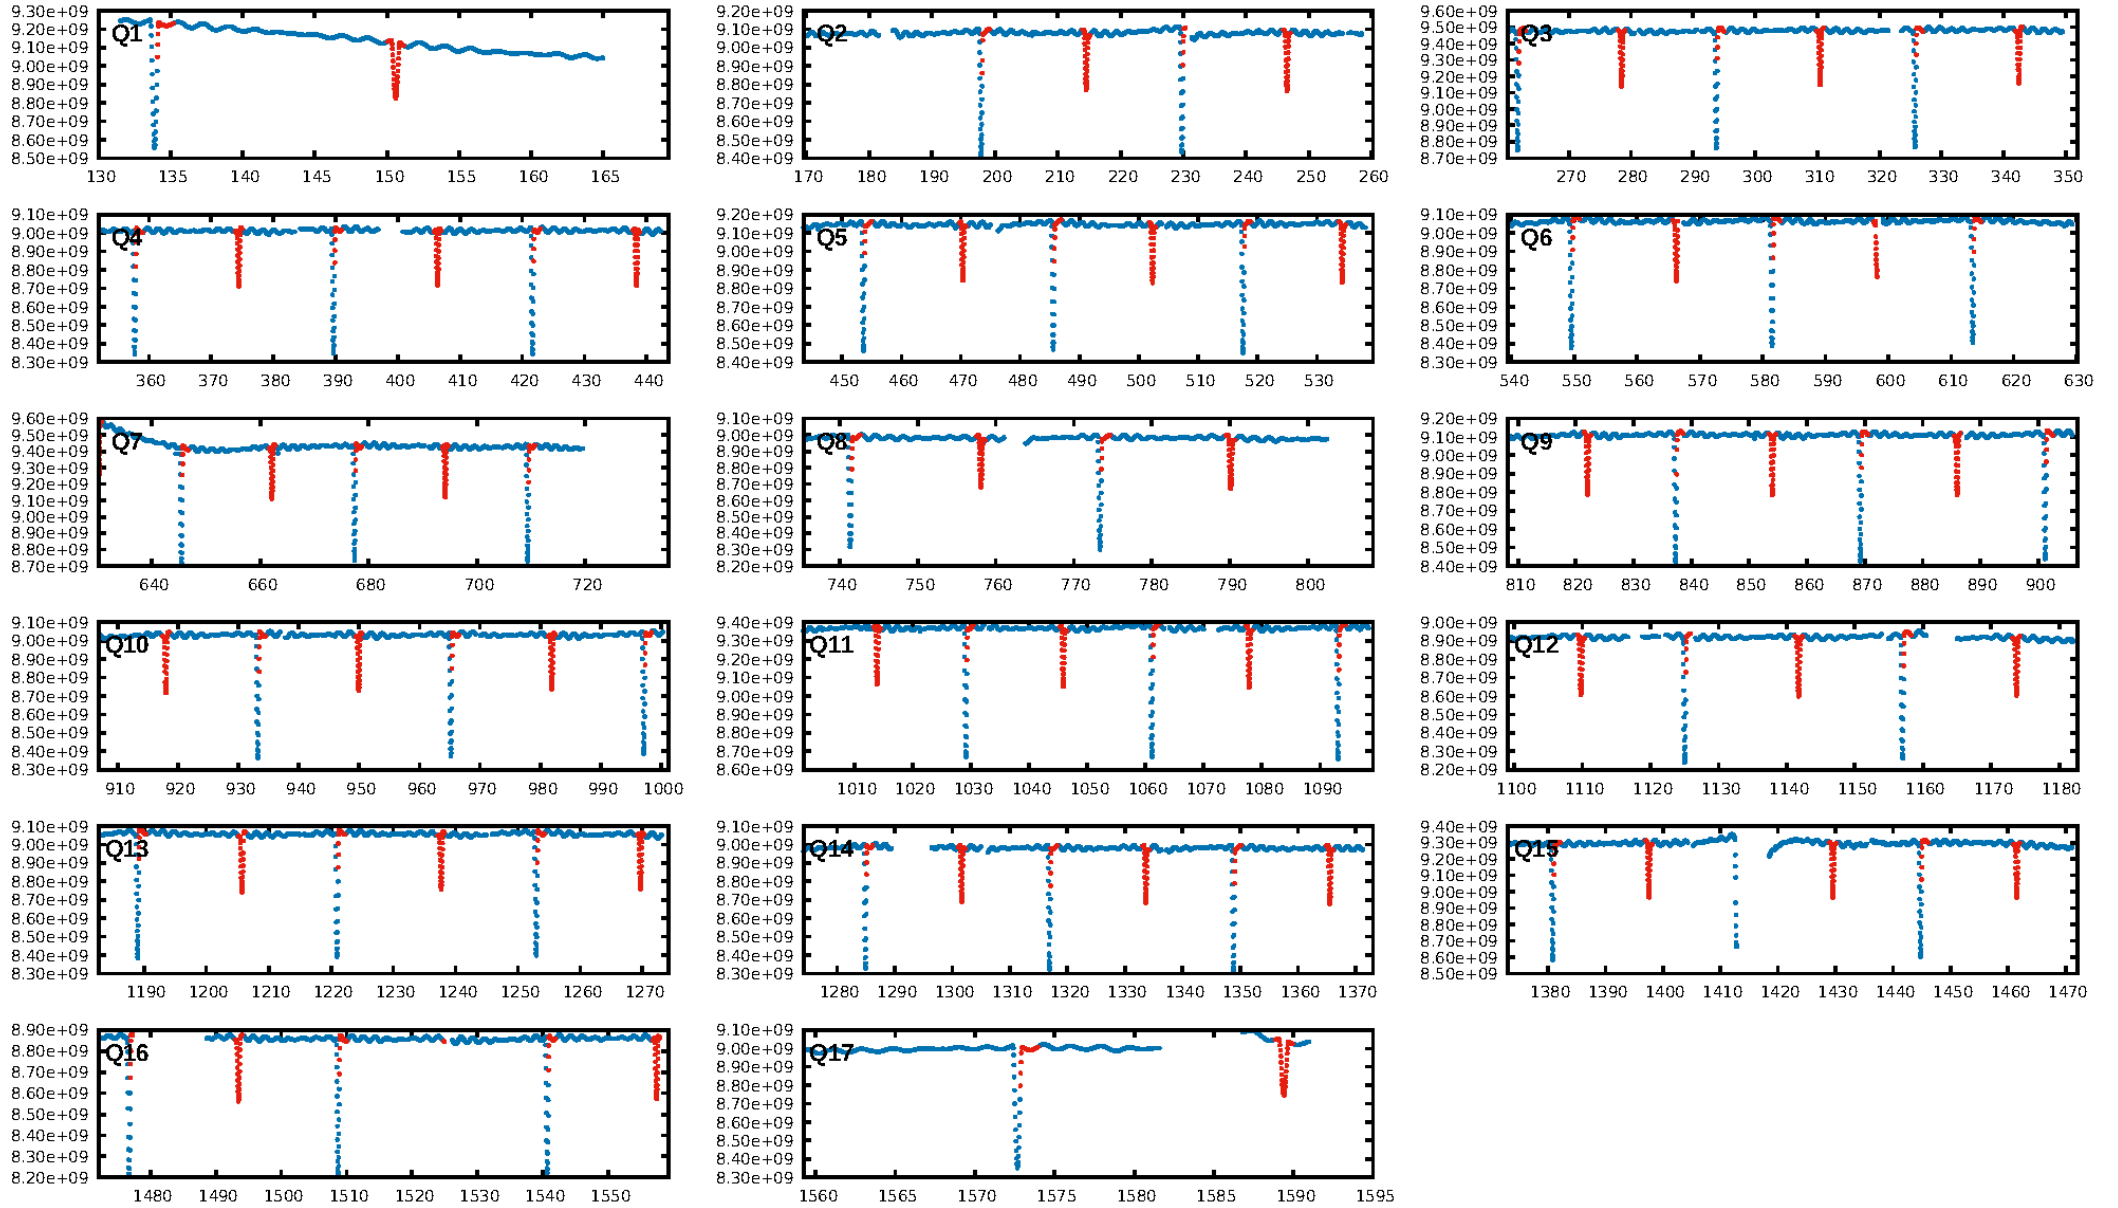 9.30e+09
9.20e+09
9.10e+09
9.00e+09
8.90e+09
8.80e+09
8.70e+09
8.60e+09
8.50e+09
Q1
130 135 140 145 150 155 160 165
9.20e+09
9.10e+09
9.00e+09
8.90e+09
8.80e+09
8.70e+09
8.60e+09
8.50e+09
8.40e+09
Q2
170 180 190 200 210 220 230 240 250 260
9.60e+09
9.50e+09
9.40e+09
9.30e+09
9.20e+09
9.10e+09
9.00e+09
8.90e+09
8.80e+09
8.70e+09
Q3
270 280 290 300 310 320 330 340 350
9.10e+09
9.00e+09
8.90e+09
8.80e+09
8.70e+09
8.60e+09
8.50e+09
8.40e+09
8.30e+09
Q4
360 370 380 390 400 410 420 430 440
9.20e+09
9.10e+09
9.00e+09
8.90e+09
8.80e+09
8.70e+09
8.60e+09
8.50e+09
8.40e+09
Q5
450 460 470 480 490 500 510 520 530
9.10e+09
9.00e+09
8.90e+09
8.80e+09
8.70e+09
8.60e+09
8.50e+09
8.40e+09
8.30e+09
Q6
540 550 560 570 580 590 600 610 620 630
9.60e+09
9.50e+09
9.40e+09
9.30e+09
9.20e+09
9.10e+09
9.00e+09
8.90e+09
8.80e+09
8.70e+09
Q7
640 660 680 700 720
9.10e+09
9.00e+09
8.90e+09
8.80e+09
8.70e+09
8.60e+09
8.50e+09
8.40e+09
8.30e+09
8.20e+09
Q8
740 750 760 770 780 790 800
9.20e+09
9.10e+09
9.00e+09
8.90e+09
8.80e+09
8.70e+09
8.60e+09
8.50e+09
8.40e+09
Q9
810 820 830 840 850 860 870 880 890 900
9.10e+09
9.00e+09
8.90e+09
8.80e+09
8.70e+09
8.60e+09
8.50e+09
8.40e+09
8.30e+09
Q10
910 920 930 940 950 960 970 980 990 1000
9.40e+09
9.30e+09
9.20e+09
9.10e+09
9.00e+09
8.90e+09
8.80e+09
8.70e+09
8.60e+09
Q11
1010 1020 1030 1040 1050 1060 1070 1080 1090
9.00e+09
8.90e+09
8.80e+09
8.70e+09
8.60e+09
8.50e+09
8.40e+09
8.30e+09
8.20e+09
Q12
1100 1110 1120 1130 1140 1150 1160 1170 1180
9.10e+09
9.00e+09
8.90e+09
8.80e+09
8.70e+09
8.60e+09
8.50e+09
8.40e+09
8.30e+09
Q13
1190 1200 1210 1220 1230 1240 1250 1260 1270
9.10e+09
9.00e+09
8.90e+09
8.80e+09
8.70e+09
8.60e+09
8.50e+09
8.40e+09
8.30e+09
Q14
1280 1290 1300 1310 1320 1330 1340 1350 1360 1370
9.40e+09
9.30e+09
9.20e+09
9.10e+09
9.00e+09
8.90e+09
8.80e+09
8.70e+09
8.60e+09
8.50e+09
Q15
1380 1390 1400 1410 1420 1430 1440 1450 1460 1470
8.90e+09
8.80e+09
8.70e+09
8.60e+09
8.50e+09
8.40e+09
8.30e+09
8.20e+09
Q16
1480 1490 1500 1510 1520 1530 1540 1550
9.10e+09
9.00e+09
8.90e+09
8.80e+09
8.70e+09
8.60e+09
8.50e+09
8.40e+09
8.30e+09
Q17
1560 1565 1570 1575 1580 1585 1590 1595